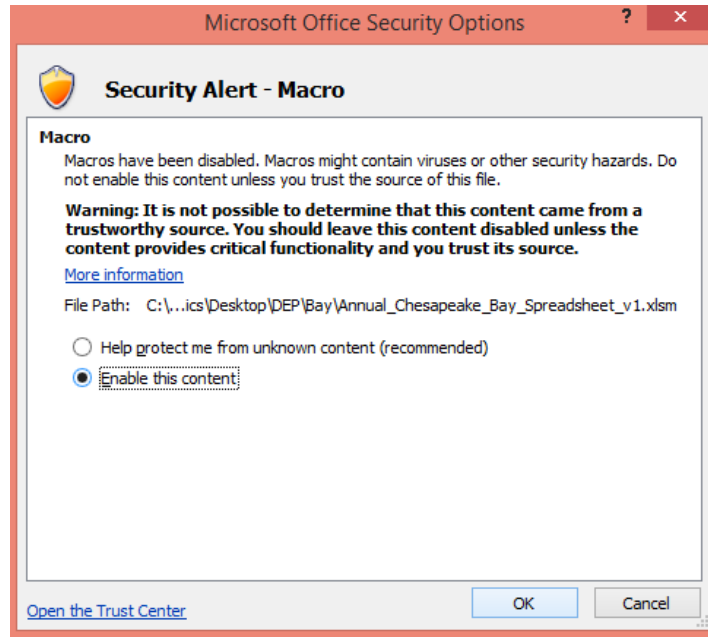 Microsoft Office Security Options
? ×
Security Alert - Macro
Macro
Macros have been disabled. Macros might contain viruses or other security hazards. Do
not enable this content unless you trust the source of this file.
Warning: It is not possible to determine that this content came from a
trustworthy source. You should leave this content disabled unless the
content provides critical functionality and you trust its source.
More information
File Path: C:\...ics\Desktop\DEP\Bay\Annual_Chesapeake_Bay_Spreadsheet_v1.xlsm
Help protect me from unknown content (recommended)
Enable this content
Open the Trust Center
OK
Cancel